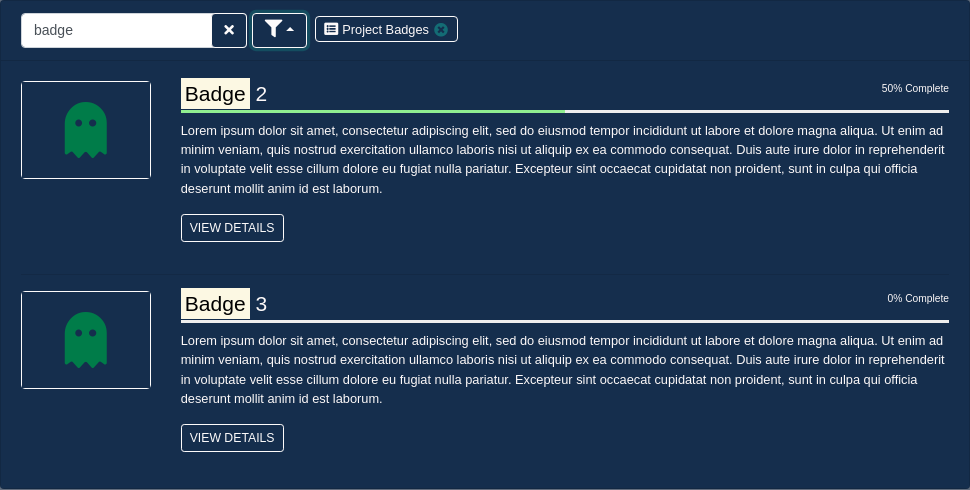 badge Project Badges
Badge 2 50% Complete
Lorem ipsum dolor sit amet, consectetur adipiscing elit, sed do eiusmod tempor incididunt ut labore et dolore magna aliqua. Ut enim ad
minim veniam, quis nostrud exercitation ullamco laboris nisi ut aliquip ex ea commodo consequat. Duis aute irure dolor in reprehenderit
in voluptate velit esse cillum dolore eu fugiat nulla pariatur. Excepteur sint occaecat cupidatat non proident, sunt in culpa qui officia
deserunt mollit anim id est laborum.
VIEW DETAILS
Badge 3 0% Complete
Lorem ipsum dolor sit amet, consectetur adipiscing elit, sed do eiusmod tempor incididunt ut labore et dolore magna aliqua. Ut enim ad
minim veniam, quis nostrud exercitation ullamco laboris nisi ut aliquip ex ea commodo consequat. Duis aute irure dolor in reprehenderit
in voluptate velit esse cillum dolore eu fugiat nulla pariatur. Excepteur sint occaecat cupidatat non proident, sunt in culpa qui officia
deserunt mollit anim id est laborum.
VIEW DETAILS